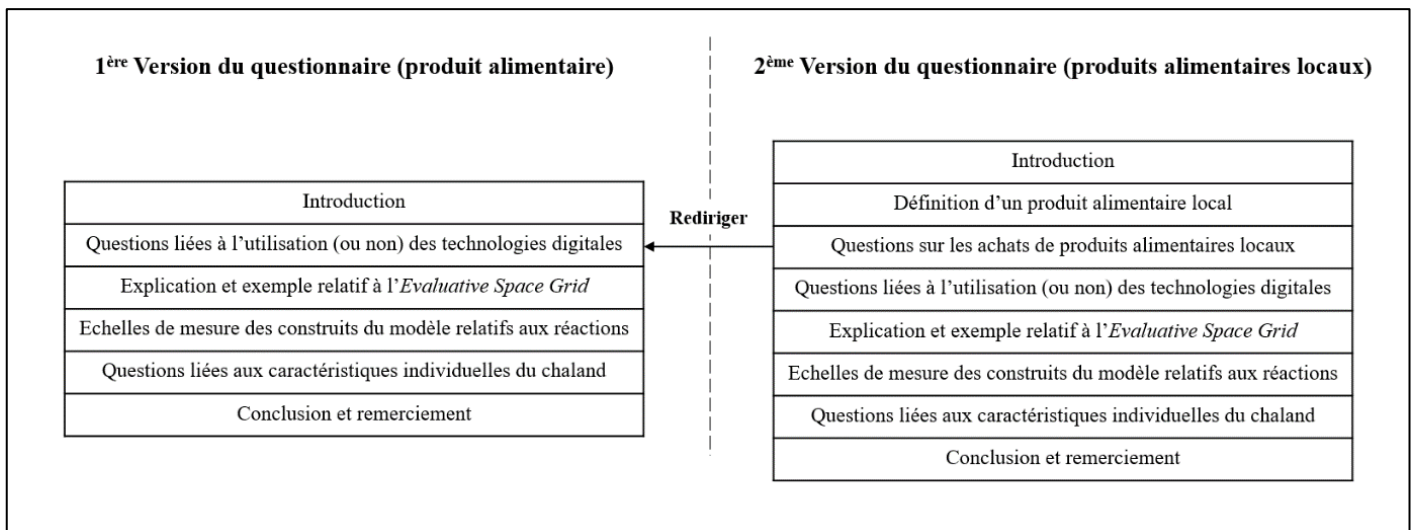 1ère Version du questionnaire (produit alimentaire)
Introduction
Questions liées à l’utilisation (ou non) des technologies digitales
Explication et exemple relatif à l’Evaluative Space Grid
Echelles de mesure des construits du modèle relatifs aux réactions
Questions liées aux caractéristiques individuelles du chaland
Conclusion et remerciement
Rediriger
2ème Version du questionnaire (produits alimentaires locaux)
Introduction
Définition d’un produit alimentaire local
Questions sur les achats de produits alimentaires locaux
Questions liées à l’utilisation (ou non) des technologies digitales
Explication et exemple relatif à l’Evaluative Space Grid
Echelles de mesure des construits du modèle relatifs aux réactions
Questions liées aux caractéristiques individuelles du chaland
Conclusion et remerciement